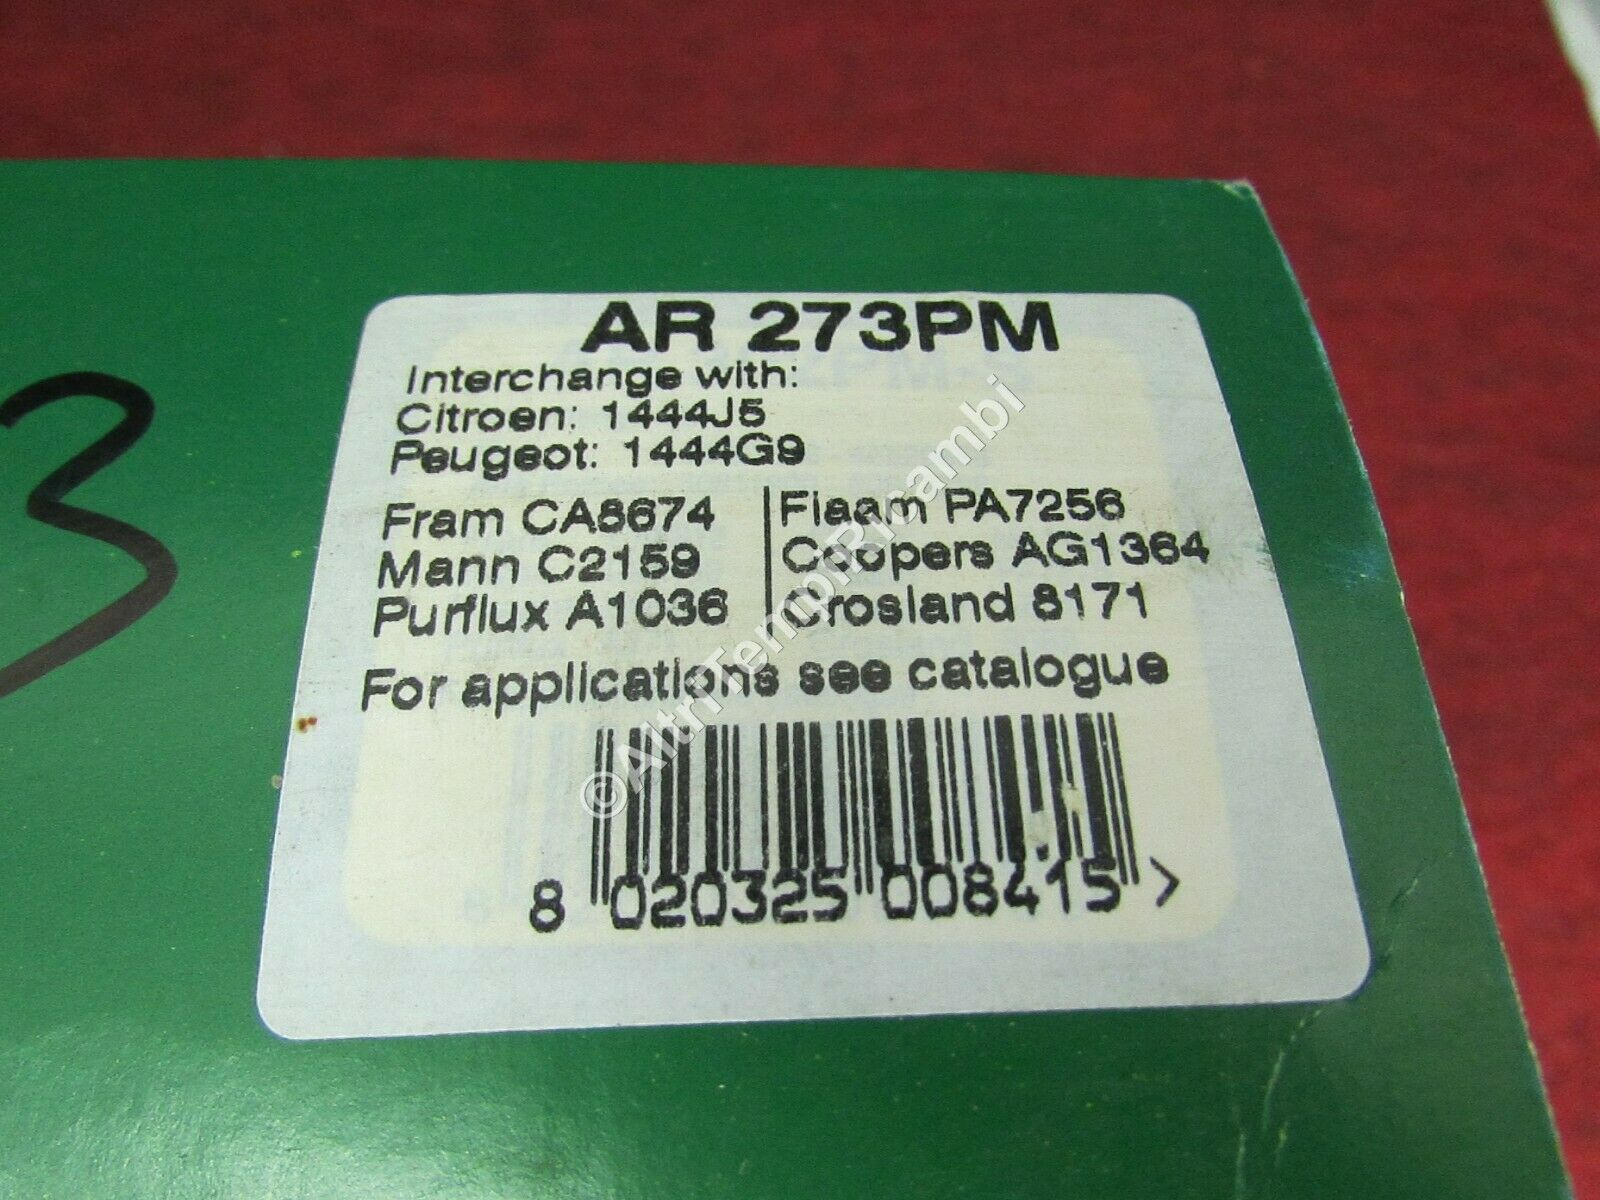 AR 273PM
Interchange with:
Citroen: 1444J5
Peugeot: 1444G9
Fram CA8674
Mann C2159
Purflux A1036
Fiaam PA7256
Coopers AG1364
Crosland 8171
For applications see catalogue
8 020325 008415 >
3
©AltriTempiRicambi